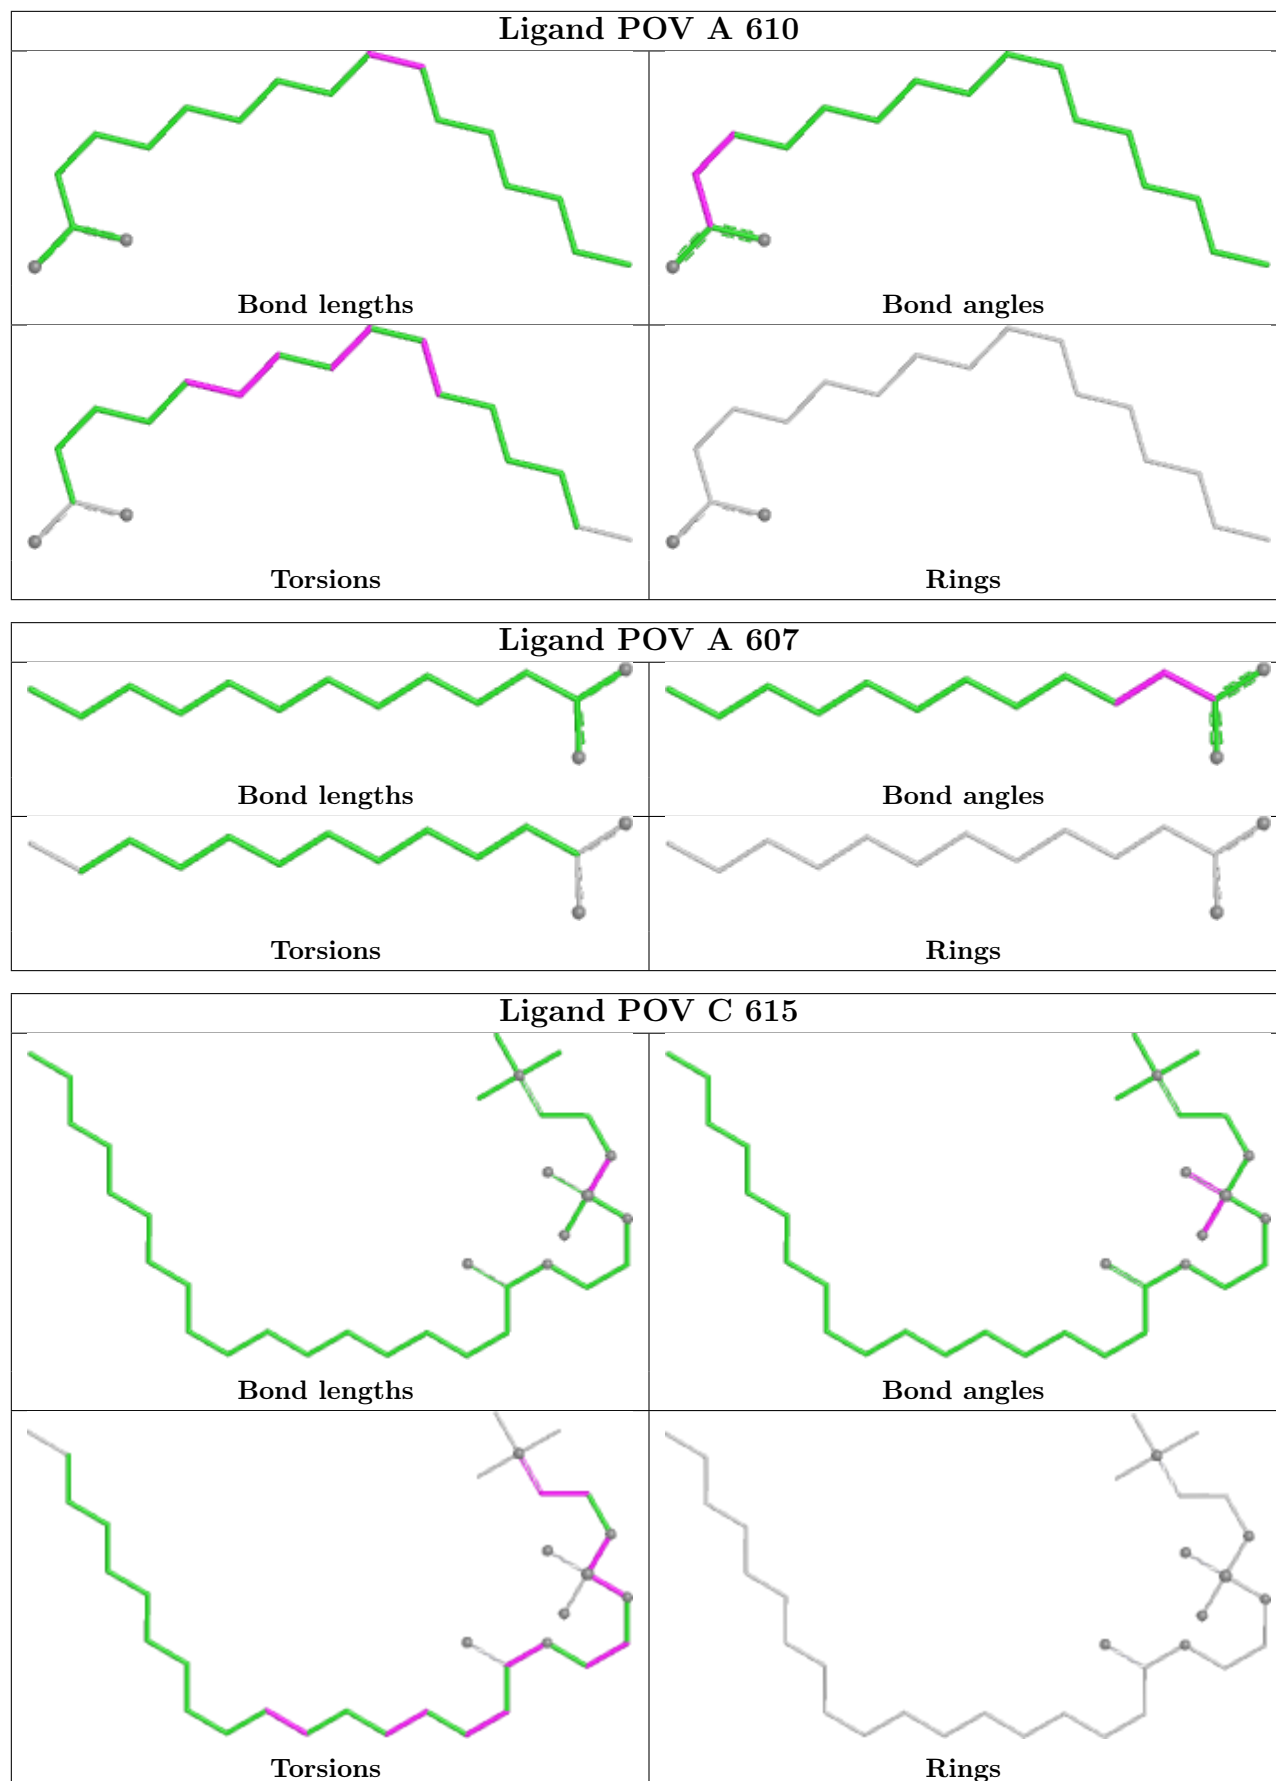 Ligand POV A 610
Bond lengths
Bond angles
Torsions
Rings
Ligand POV A 607
Bond lengths
Bond angles
Torsions
Rings
Ligand POV C 615
Bond lengths
Bond angles
Torsions
Rings